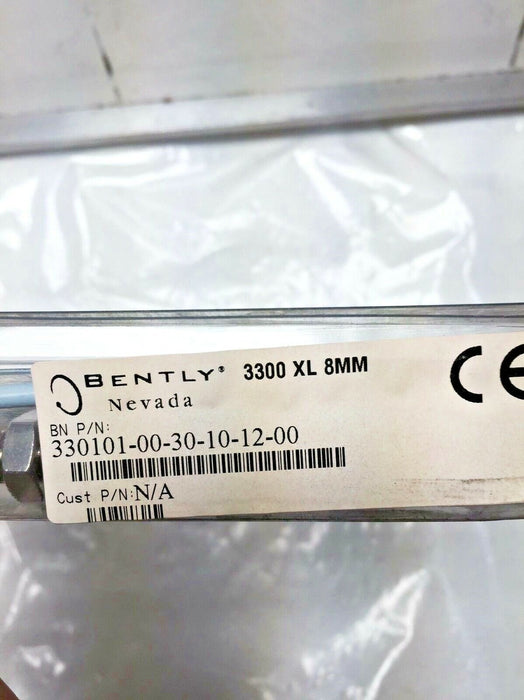 BENTLY® 3300 XL 8MM
Nevada
CE
BN P/N:
330101-00-30-10-12-00
Cust P/N:N/A